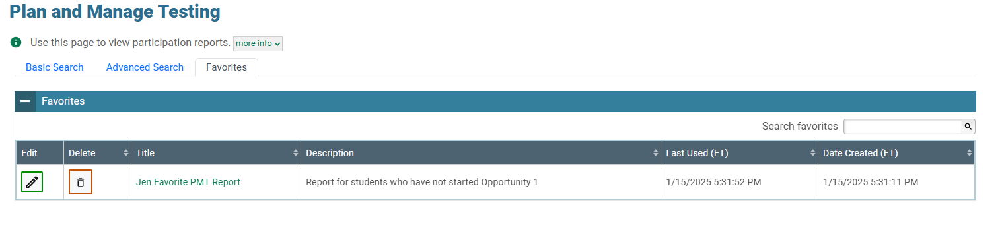 Plan and Manage Testing
Use this page to view participation reports. more info
Basic Search Advanced Search Favorites
Favorites
Search favorites
Edit Delete Title Description Last Used (ET) Date Created (ET)
Jen Favorite PMT Report Report for students who have not started Opportunity 1 1/15/2025 5:31:52 PM 1/15/2025 5:31:11 PM